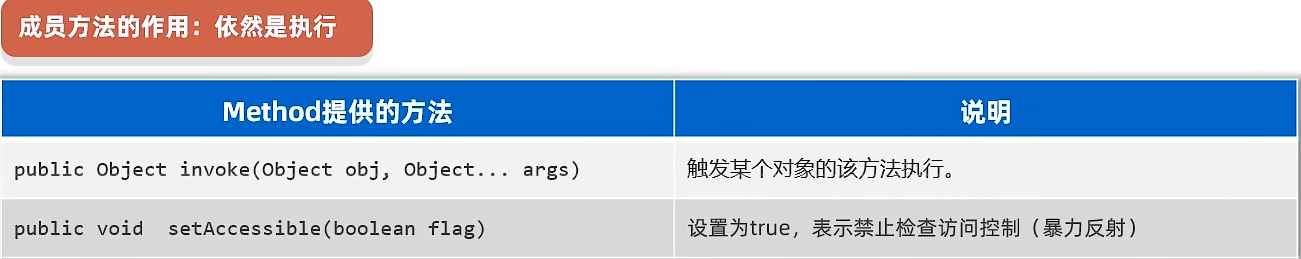 成员方法的作用：依然是执行
Method提供的方法 说明
public Object invoke(Object obj, Object... args) 触发某个对象的该方法执行。
public void  setAccessible(boolean flag) 设置为true，表示禁止检查访问控制（暴力反射）